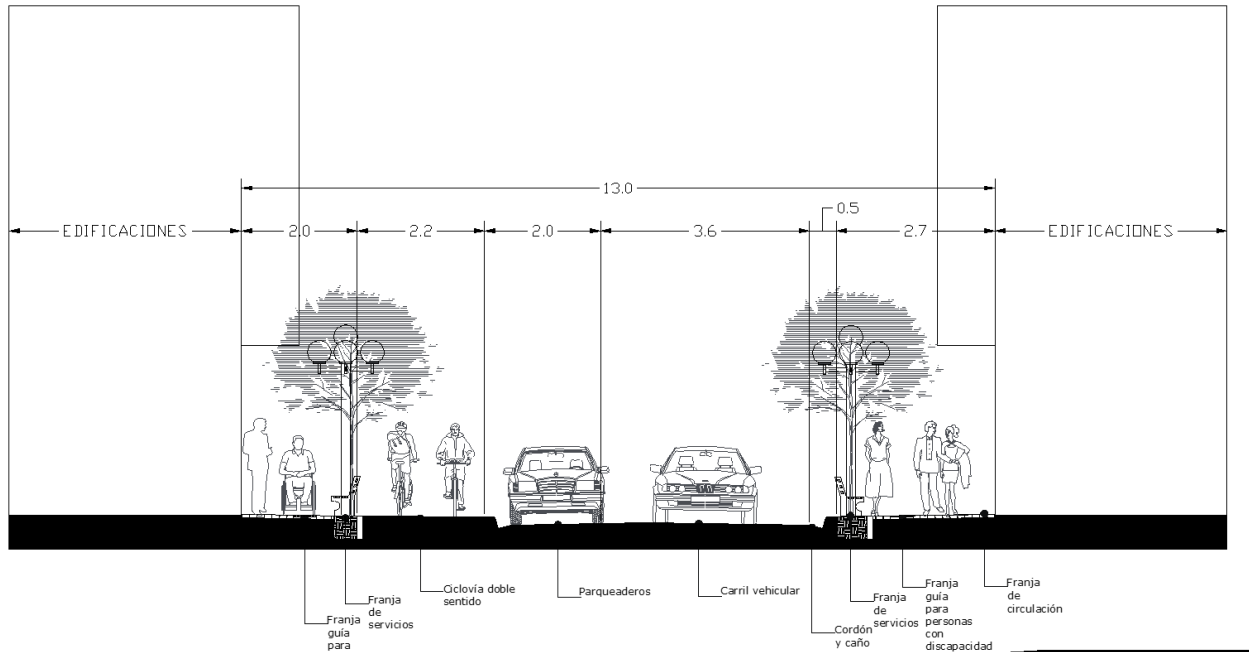 13.0
0.5
EDIFICACIONES
2.0
2.2
2.0
3.6
2.7
EDIFICACIONES
Franja
guía
para
Franja
de
servicios
Ciclovía doble
sentido
Parqueaderos
Carril vehicular
Cordón
y caño
Franja
de
servicios
Franja
guía
para
personas
con
discapacidad
Franja
de
circulación